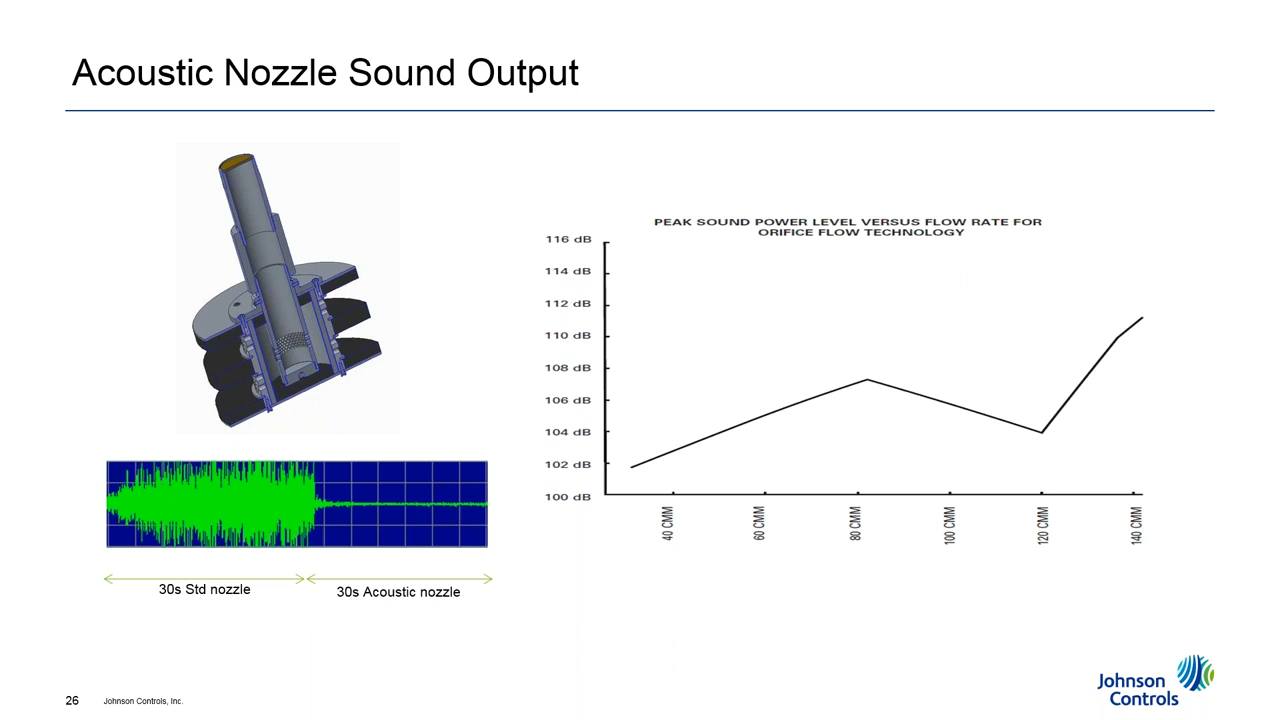 Acoustic Nozzle Sound Output
PEAK SOUND POWER LEVEL VERSUS FLOW RATE FOR
ORIFICE FLOW TECHNOLOGY
116 dB
114 dB
112 dB
110 dB
108 dB
106 dB
104 dB
102 dB
100 dB
40 CMM
60 CMM
80 CMM
100 CMM
120 CMM
140 CMM
30s Std nozzle
30s Acoustic nozzle
26
Johnson Controls, Inc.
Johnson
Controls